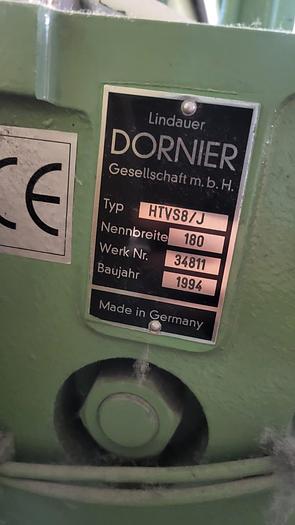 Lindauer
DORNIER
Gesellschaft m. b. H.
Typ HTVS8/J
Nennbreite 180
Werk Nr. 34811
Baujahr 1994
Made in Germany
CE